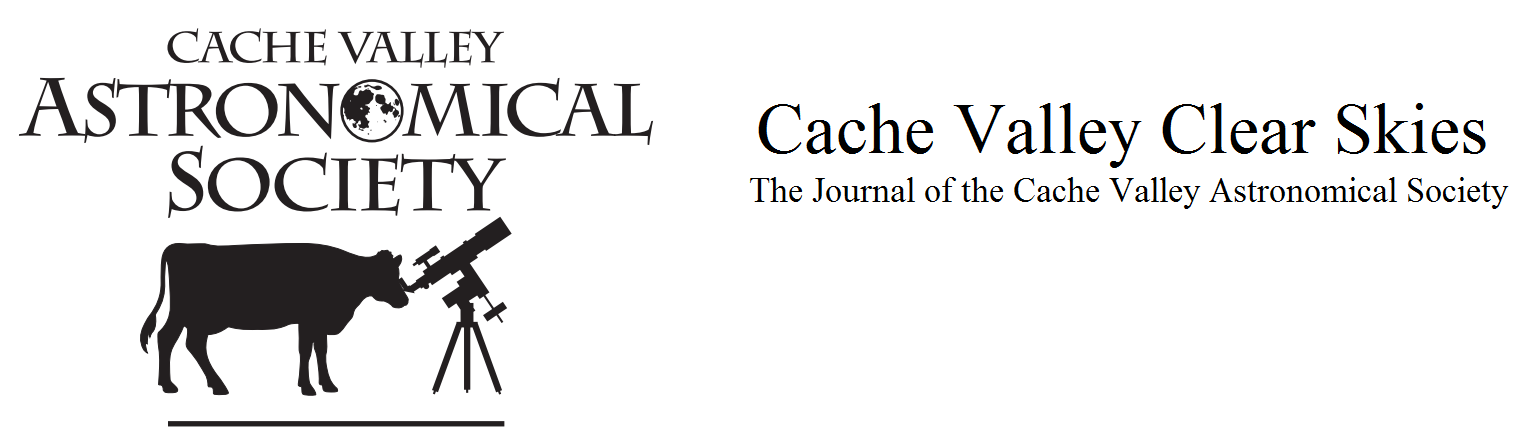 CACHE VALLEY
ASTRONOMICAL
SOCIETY
Cache Valley Clear Skies
The Journal of the Cache Valley Astronomical Society